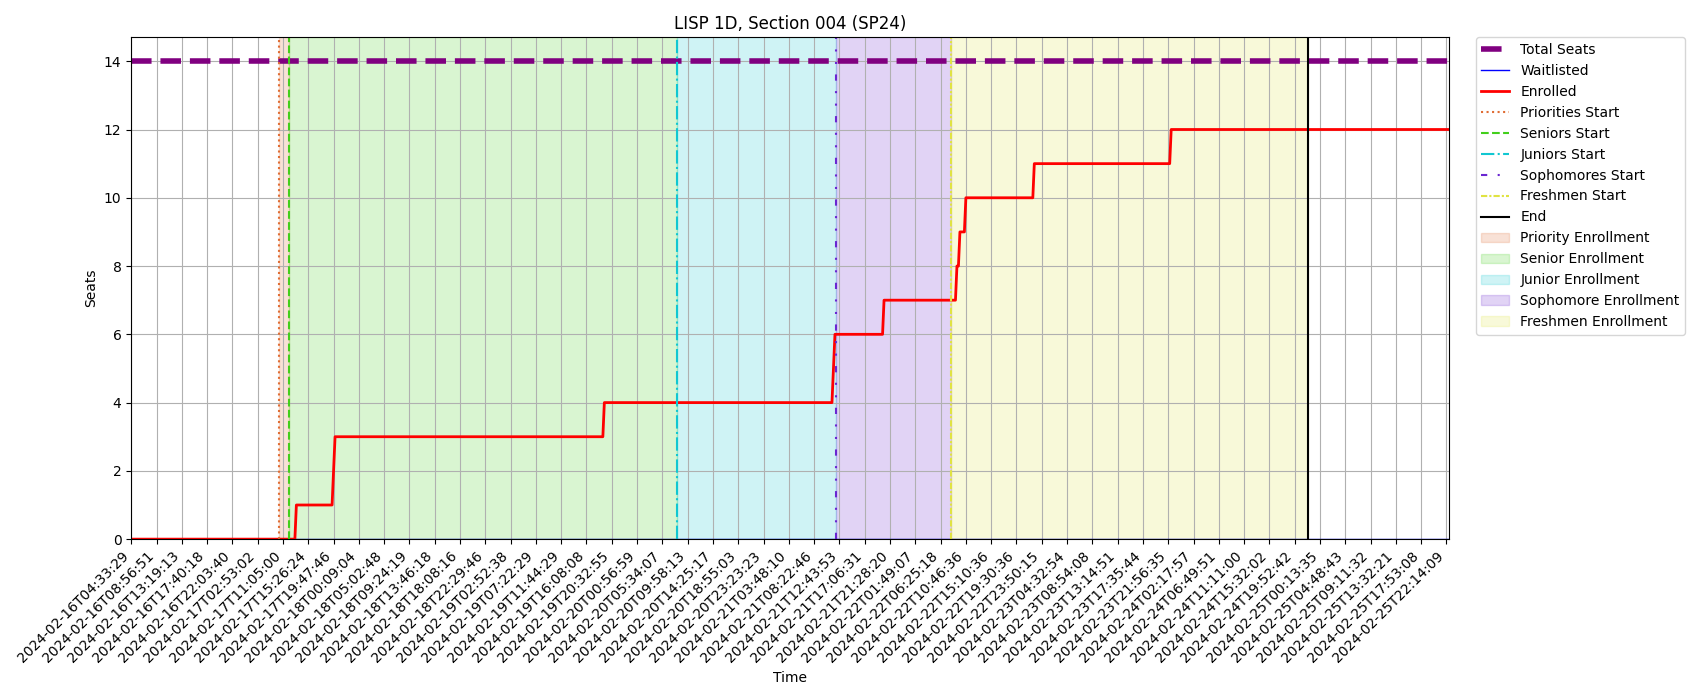 LISP 1D, Section 004 (SP24)
14
12
10
8
6
4
2
0
Seats
2024-02-16T04:33:29
2024-02-16T08:56:51
2024-02-16T13:19:13
2024-02-16T17:40:18
2024-02-16T22:03:40
2024-02-17T02:53:02
2024-02-17T11:05:00
2024-02-17T15:26:24
2024-02-17T19:47:46
2024-02-18T00:09:04
2024-02-18T05:02:48
2024-02-18T09:24:19
2024-02-18T13:46:18
2024-02-18T18:08:16
2024-02-18T22:29:46
2024-02-19T02:52:38
2024-02-19T07:22:29
2024-02-19T11:44:29
2024-02-19T16:08:08
2024-02-19T20:32:55
2024-02-20T00:56:59
2024-02-20T05:34:07
2024-02-20T09:58:13
2024-02-20T14:25:17
2024-02-20T18:55:03
2024-02-20T23:23:23
2024-02-21T03:48:10
2024-02-21T08:22:46
2024-02-21T12:43:53
2024-02-21T17:06:31
2024-02-21T21:28:20
2024-02-22T01:49:07
2024-02-22T06:25:18
2024-02-22T10:46:36
2024-02-22T15:10:36
2024-02-22T19:30:36
2024-02-22T23:50:15
2024-02-23T04:32:54
2024-02-23T08:54:08
2024-02-23T13:14:51
2024-02-23T17:35:44
2024-02-23T21:56:35
2024-02-24T02:17:57
2024-02-24T06:49:51
2024-02-24T11:11:00
2024-02-24T15:32:02
2024-02-24T19:52:42
2024-02-25T00:13:35
2024-02-25T04:48:43
2024-02-25T09:11:32
2024-02-25T13:32:21
2024-02-25T17:53:08
2024-02-25T22:14:09
Time
Total Seats
Waitlisted
Enrolled
Priorities Start
Seniors Start
Juniors Start
Sophomores Start
Freshmen Start
End
Priority Enrollment
Senior Enrollment
Junior Enrollment
Sophomore Enrollment
Freshmen Enrollment